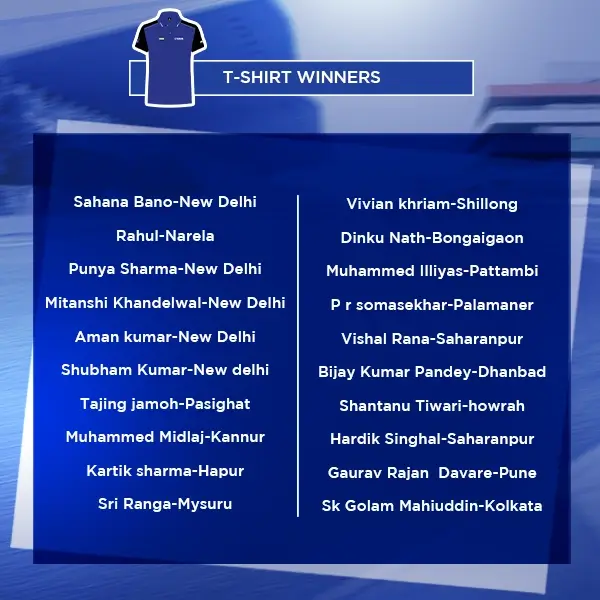 T-SHIRT WINNERS
Sahana Bano-New Delhi
Rahul-Narela
Punya Sharma-New Delhi
Mitanshi Khandelwal-New Delhi
Aman kumar-New Delhi
Shubham Kumar-New delhi
Tajing jamoh-Pasighat
Muhammed Midlaj-Kannur
Kartik sharma-Hapur
Sri Ranga-Mysuru
Vivian khriam-Shillong
Dinku Nath-Bongaigaon
Muhammed Illiyas-Pattambi
P r somasekhar-Palamaner
Vishal Rana-Saharanpur
Bijay Kumar Pandey-Dhanbad
Shantanu Tiwari-howrah
Hardik Singhal-Saharanpur
Gaurav Rajan  Davare-Pune
Sk Golam Mahiuddin-Kolkata